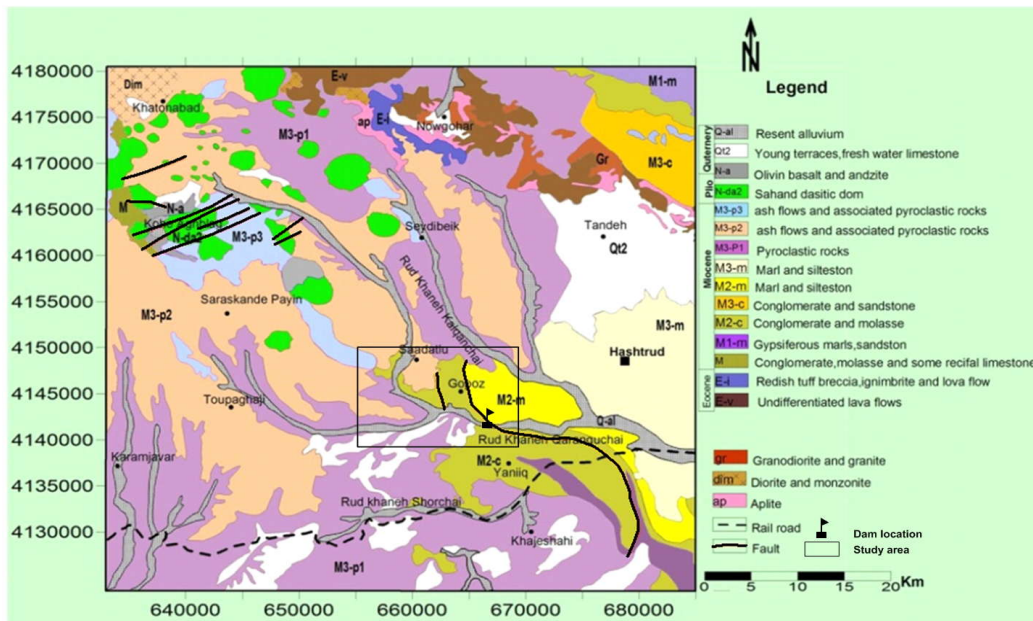 N
4180000
4175000
4170000
4165000
4160000
4155000
4150000
4145000
4140000
4135000
4130000
640000
650000
660000
670000
680000
Dim
Khatonabad
E-v
ap
E-i
Nowgohar
M1-m
M3-p1
Gr
M3-c
M
N-a
N-da2
M3-p3
Seydibeik
Tandeh
Qt2
Saraskande Payin
Rud Khaneh Kalqanchai
M3-p2
M3-m
Hashtrud
Saadatlu
Goboz
M2-m
Toupaghaji
Q-al
Rud Khaneh Qaranguchai
M2-c
Yaniiq
Karamjavar
Rud khaneh Shorchai
Khajeshahi
M3-p1
Legend
Quternery
Q-al Resent alluvium
Qt2 Young terraces,fresh water limestone
Plio
N-a Olivin basalt and andzite
N-da2 Sahand dasitic dom
Miocene
M3-p3 ash flows and associated pyroclastic rocks
M3-p2 ash flows and associated pyroclastic rocks
M3-P1 Pyroclastic rocks
M3-m Marl and silteston
M2-m Marl and silteston
M3-c Conglomerate and sandstone
M2-c Conglomerate and molasse
M1-m Gypsiferous marls,sandston
M Conglomerate,molasse and some recifal limestone
Eocene
E-i Redish tuff breccia,ignimbrite and lova flow
E-v Undifferentiated lava flows
gr Granodiorite and granite
dim Diorite and monzonite
ap Aplite
Rail road
Fault
Dam location
Study area
0 5 10 15 20 Km